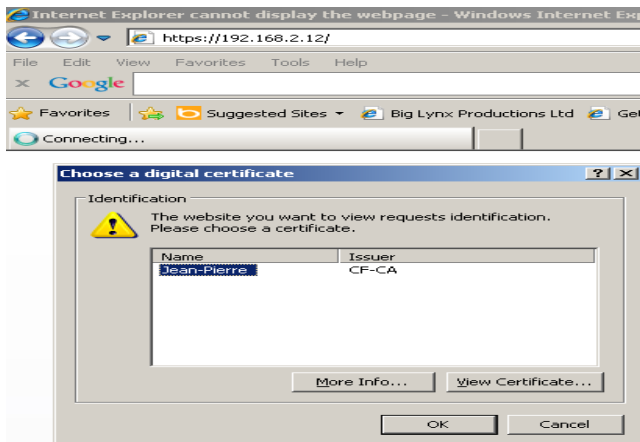 Internet Explorer cannot display the webpage - Windows Internet Exp
https://192.168.2.12/
File Edit View Favorites Tools Help
× Google
Favorites Suggested Sites Big Lynx Productions Ltd Get
Connecting...
Choose a digital certificate
Identification
The website you want to view requests identification.
Please choose a certificate.
Name Issuer
Jean-Pierre CF-CA
More Info... View Certificate...
OK Cancel